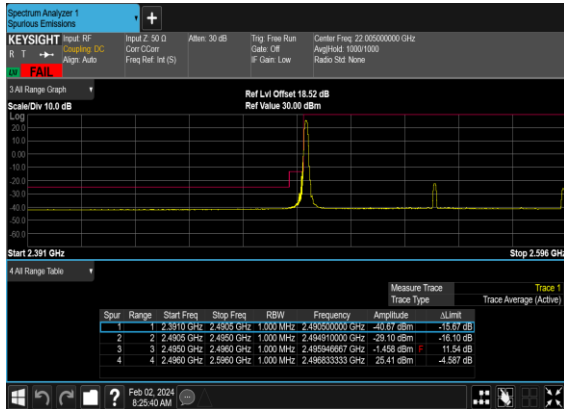 Spectrum Analyzer 1
Spurious Emissions
+
KEYSIGHT Input: RF Input Z: 50 Ω Atten: 30 dB Trig: Free Run Center Freq: 22.005000000 GHz
R T Coupling: DC Corr CCorr Gate: Off Avg|Hold: 1000/1000
Align: Auto Freq Ref: Int (S) IF Gain: Low Radio Std: None
LV FAIL
3 All Range Graph
Ref Lvl Offset 18.52 dB
Scale/Div 10.0 dB Ref Value 30.00 dBm
Log
20.0
10.0
0.00
-10.0
-20.0
-30.0
-40.0
-50.0
-60.0
Start 2.391 GHz Stop 2.596 GHz
4 All Range Table
Measure Trace Trace 1
Trace Type Trace Average (Active)
Spur Range Start Freq Stop Freq RBW Frequency Amplitude ΔLimit
1 1 2.3910 GHz 2.4905 GHz 1.000 MHz 2.490500000 GHz -40.67 dBm -15.67 dB
2 2 2.4905 GHz 2.4950 GHz 1.000 MHz 2.494910000 GHz -29.10 dBm -16.10 dB
3 3 2.4950 GHz 2.4960 GHz 1.000 MHz 2.495946667 GHz -1.458 dBm F 11.54 dB
4 4 2.4960 GHz 2.5960 GHz 1.000 MHz 2.496833333 GHz 25.41 dBm -4.587 dB
? Feb 02, 2024
8:25:40 AM